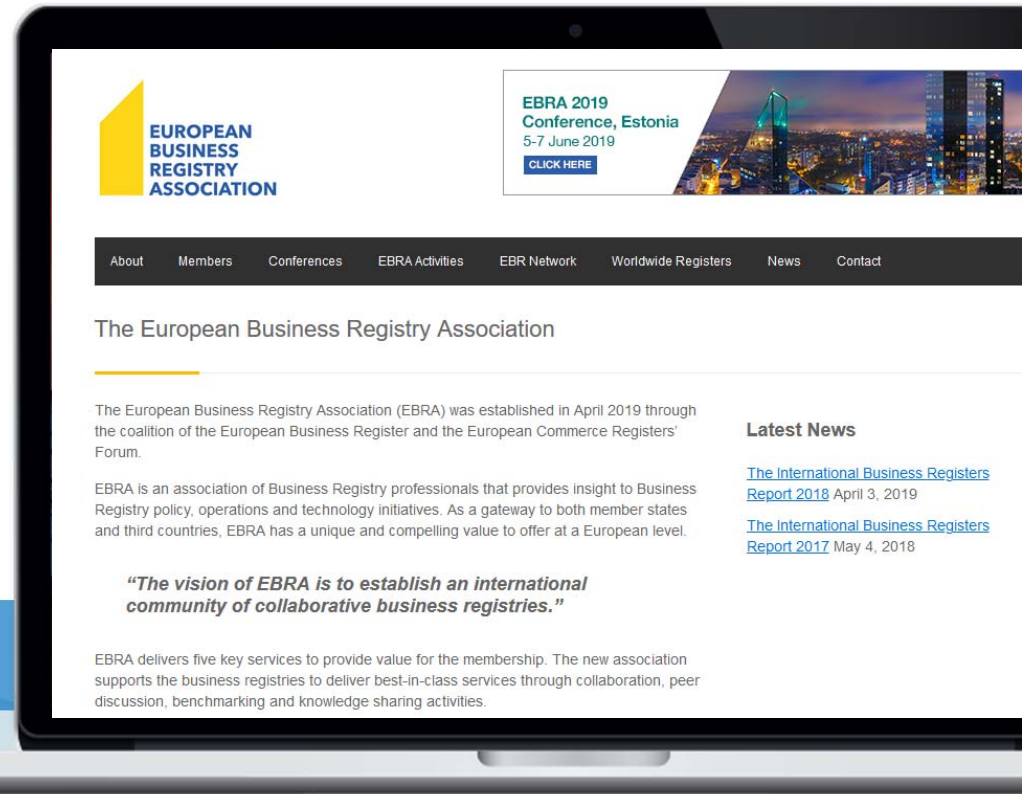 EUROPEAN
BUSINESS
REGISTRY
ASSOCIATION
EBRA 2019
Conference, Estonia
5-7 June 2019
CLICK HERE
About Members Conferences EBRA Activities EBR Network Worldwide Registers News Contact
The European Business Registry Association
The European Business Registry Association (EBRA) was established in April 2019 through
the coalition of the European Business Register and the European Commerce Registers'
Forum.
EBRA is an association of Business Registry professionals that provides insight to Business
Registry policy, operations and technology initiatives. As a gateway to both member states
and third countries, EBRA has a unique and compelling value to offer at a European level.
“The vision of EBRA is to establish an international
community of collaborative business registries.”
EBRA delivers five key services to provide value for the membership. The new association
supports the business registries to deliver best-in-class services through collaboration, peer
discussion, benchmarking and knowledge sharing activities.
Latest News
The International Business Registers
Report 2018 April 3, 2019
The International Business Registers
Report 2017 May 4, 2018